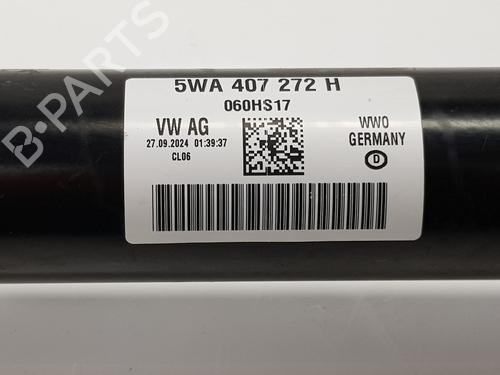 5WA 407 272 H
060HS17
VW AG
27.09.2024 01:39:37
CL06
WWO
GERMANY
D
B-PARTS